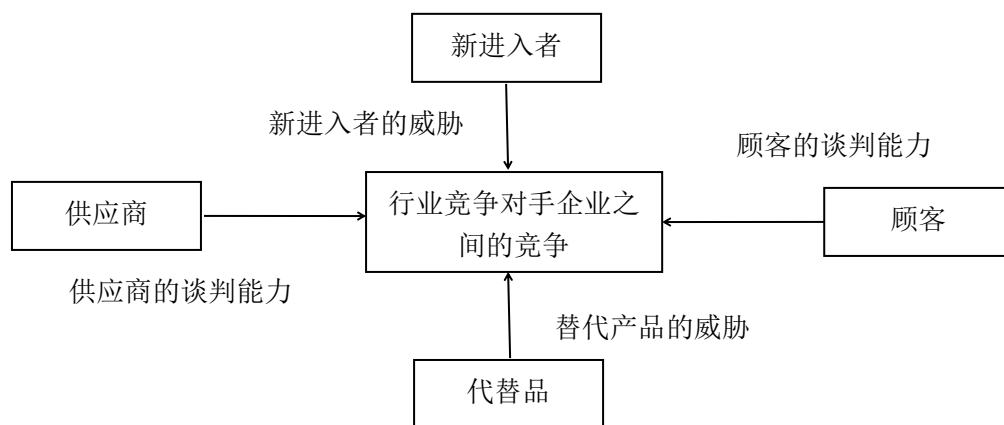 新进入者
新进入者的威胁
顾客的谈判能力
供应商
行业竞争对手企业之
间的竞争
顾客
供应商的谈判能力
替代产品的威胁
代替品